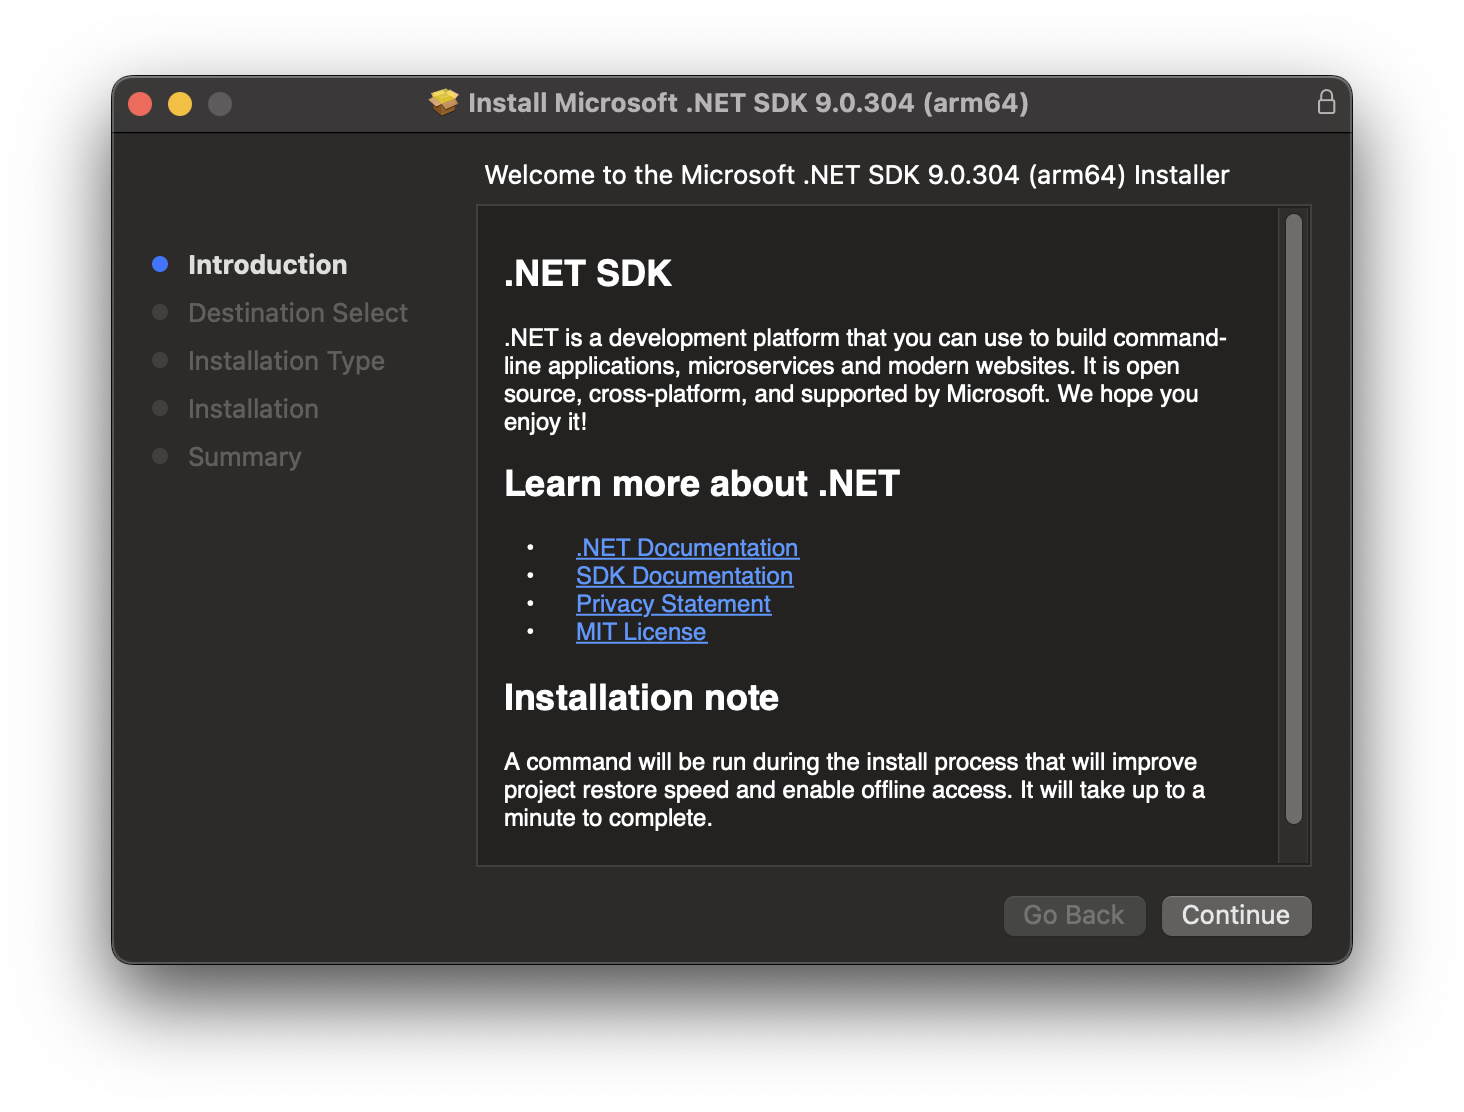 Install Microsoft .NET SDK 9.0.304 (arm64)
Welcome to the Microsoft .NET SDK 9.0.304 (arm64) Installer
Introduction
Destination Select
Installation Type
Installation
Summary
.NET SDK
.NET is a development platform that you can use to build command-
line applications, microservices and modern websites. It is open
source, cross-platform, and supported by Microsoft. We hope you
enjoy it!
Learn more about .NET
• .NET Documentation
• SDK Documentation
• Privacy Statement
• MIT License
Installation note
A command will be run during the install process that will improve
project restore speed and enable offline access. It will take up to a
minute to complete.
Go Back
Continue